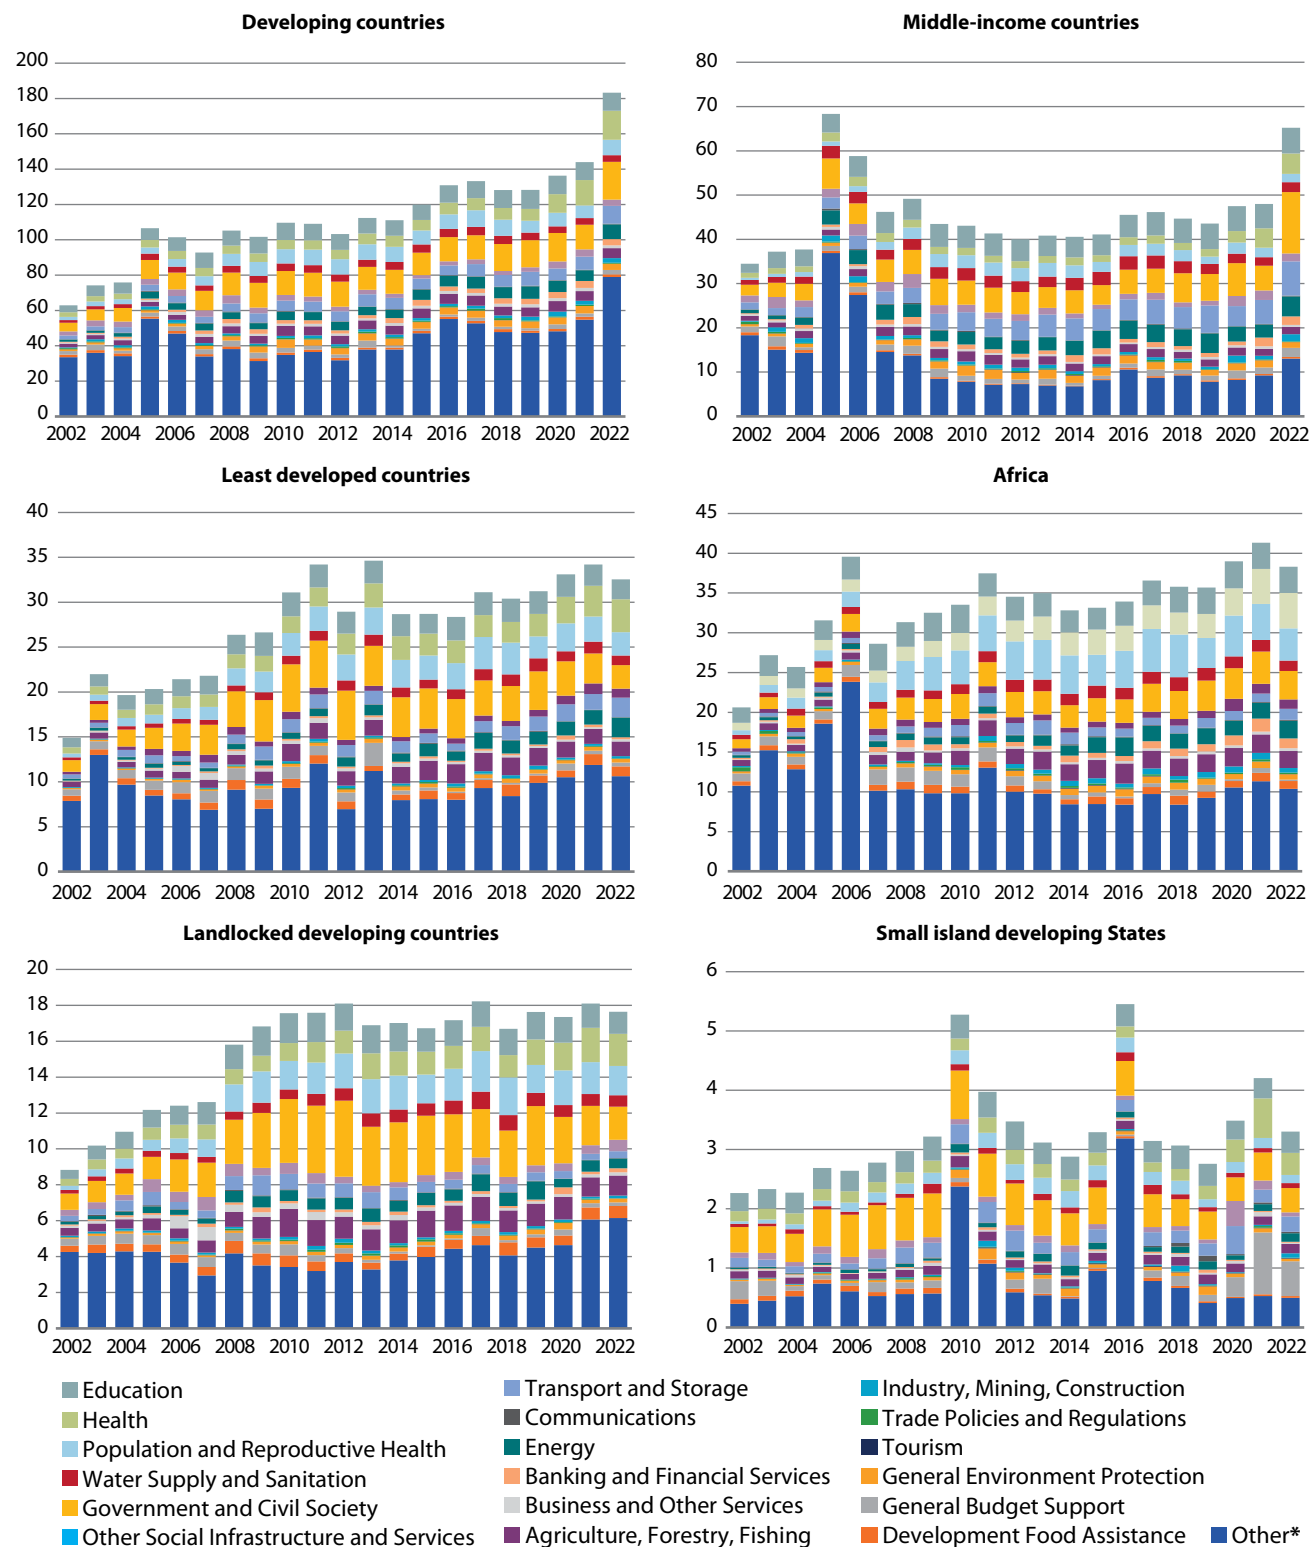 Developing countries
200
180
160
140
120
100
80
60
40
20
0
2002 2004 2006 2008 2010 2012 2014 2016 2018 2020 2022
Middle-income countries
80
70
60
50
40
30
20
10
0
2002 2004 2006 2008 2010 2012 2014 2016 2018 2020 2022
Least developed countries
40
35
30
25
20
15
10
5
0
2002 2004 2006 2008 2010 2012 2014 2016 2018 2020 2022
Africa
45
40
35
30
25
20
15
10
5
0
2002 2004 2006 2008 2010 2012 2014 2016 2018 2020 2022
Landlocked developing countries
20
18
16
14
12
10
8
6
4
2
0
2002 2004 2006 2008 2010 2012 2014 2016 2018 2020 2022
Small island developing States
6
5
4
3
2
1
0
2002 2004 2006 2008 2010 2012 2014 2016 2018 2020 2022
Education
Health
Population and Reproductive Health
Water Supply and Sanitation
Government and Civil Society
Other Social Infrastructure and Services
Transport and Storage
Communications
Energy
Banking and Financial Services
Business and Other Services
Agriculture, Forestry, Fishing
Industry, Mining, Construction
Trade Policies and Regulations
Tourism
General Environment Protection
General Budget Support
Development Food Assistance
Other*